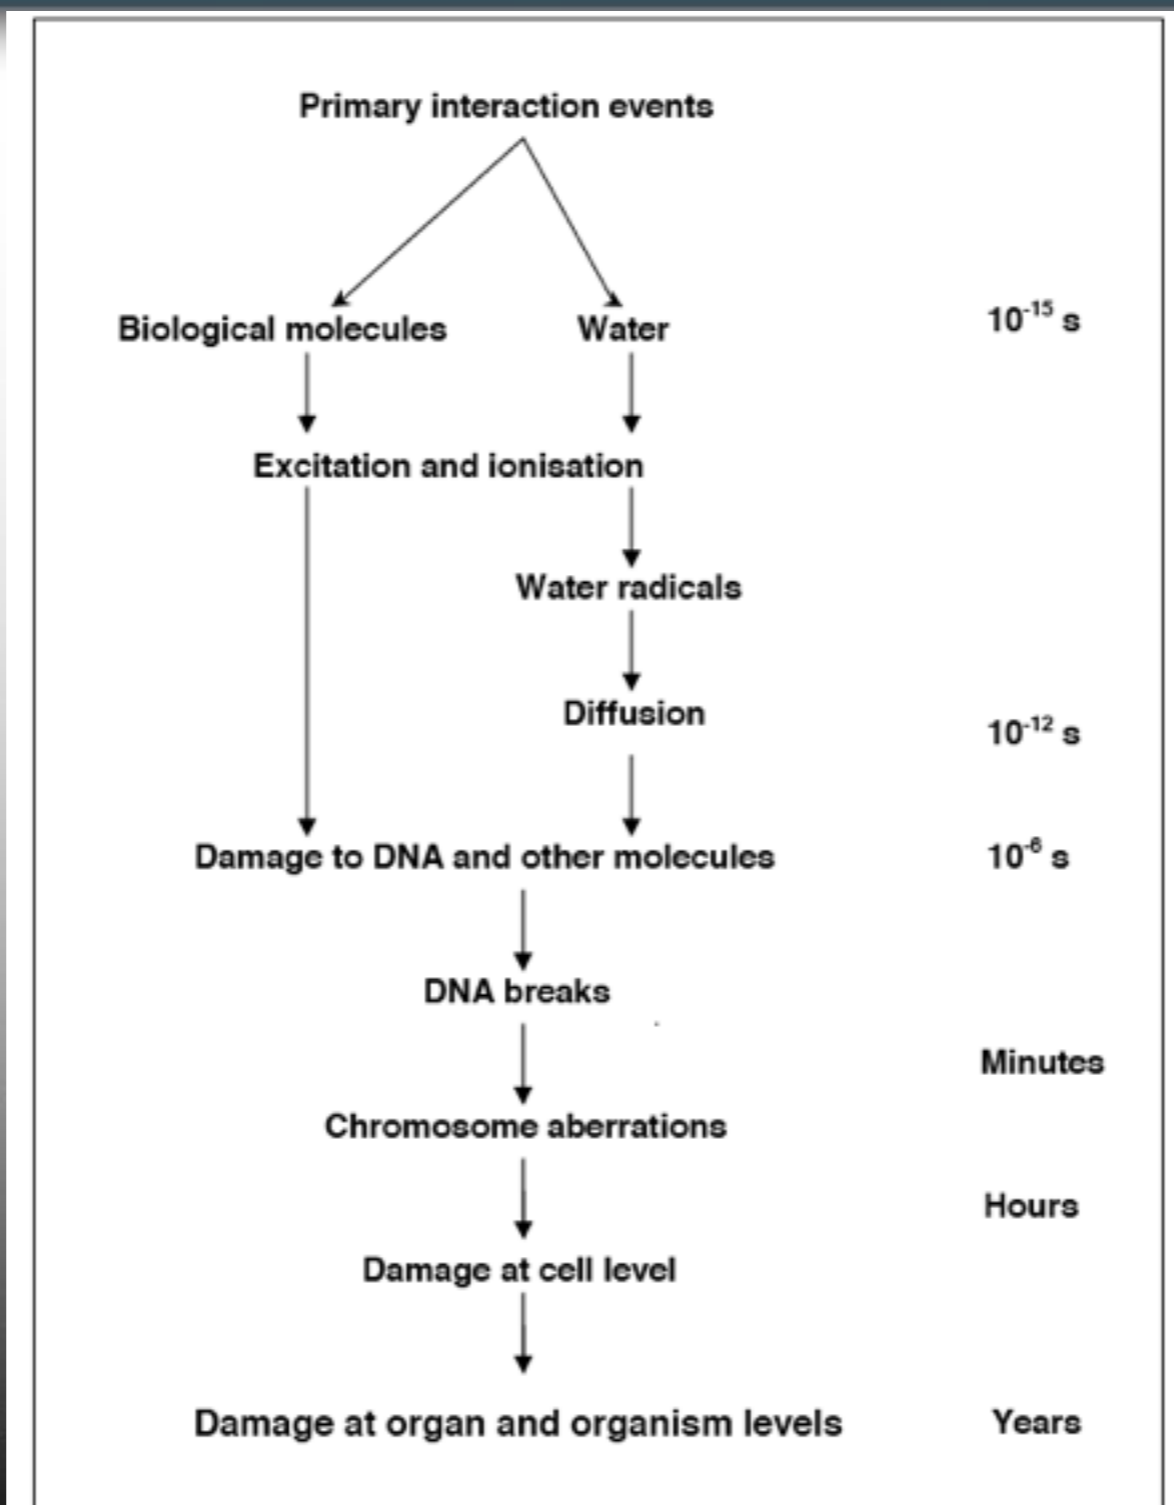 Primary interaction events
Biological molecules Water 10⁻¹⁵ s
Excitation and ionisation
Water radicals
Diffusion
10⁻¹² s
Damage to DNA and other molecules 10⁻⁶ s
DNA breaks
Minutes
Chromosome aberrations
Hours
Damage at cell level
Damage at organ and organism levels Years